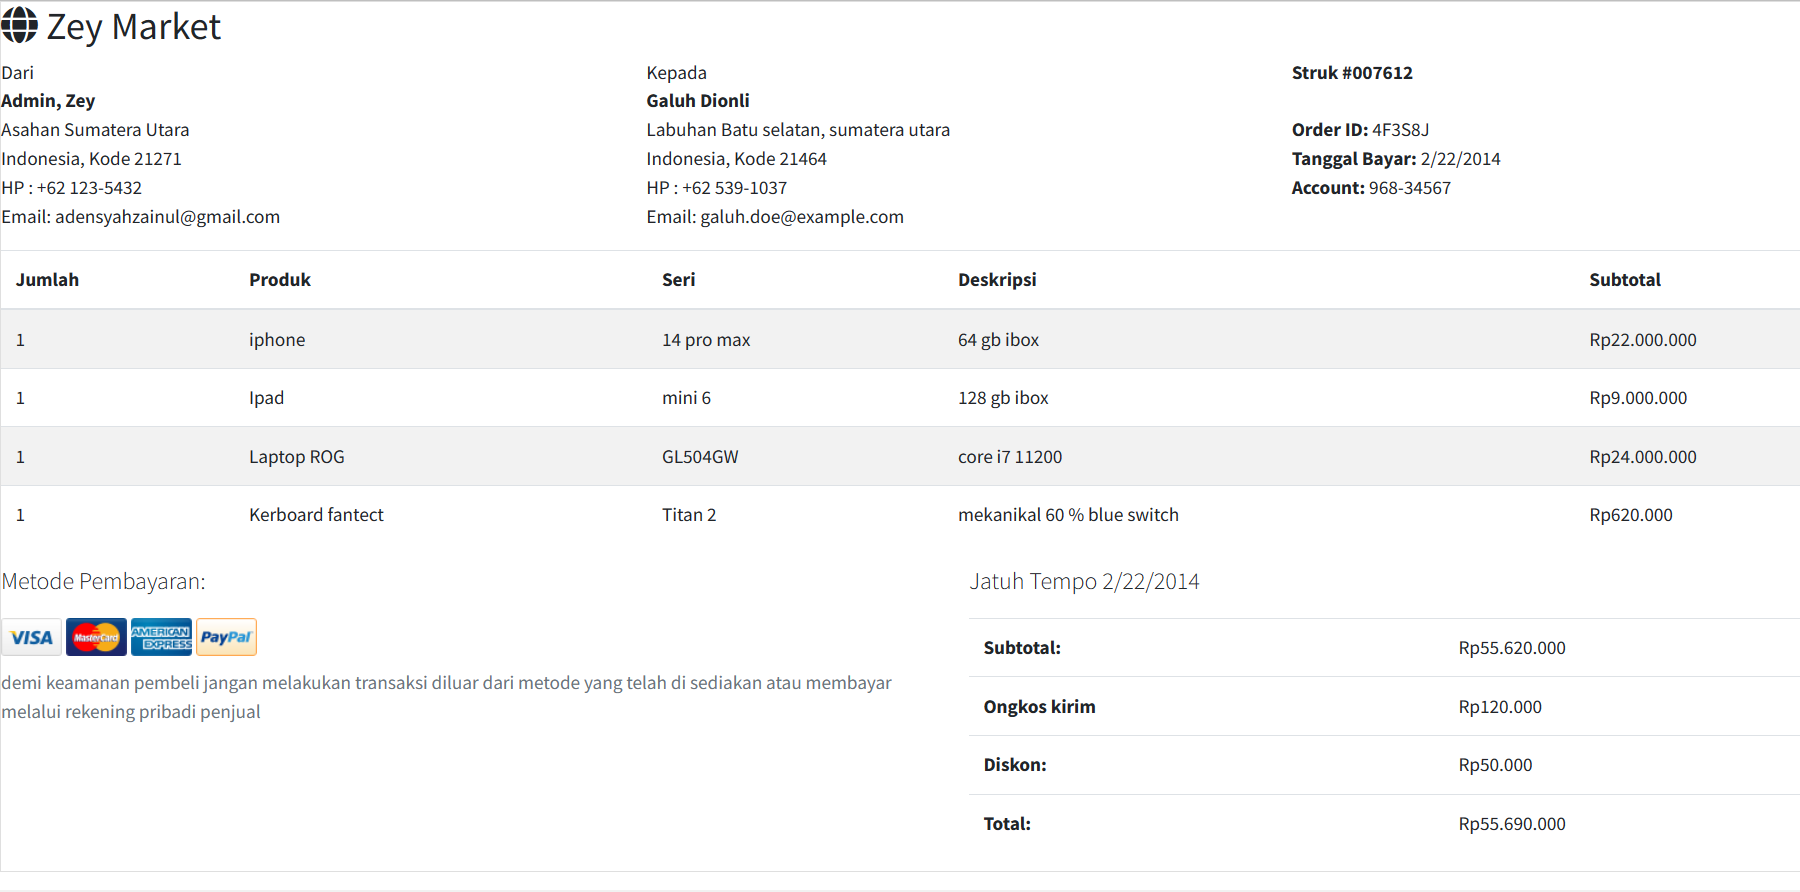 Zey Market
Dari
Admin, Zey
Asahan Sumatera Utara
Indonesia, Kode 21271
HP : +62 123-5432
Email: adensyahzainul@gmail.com
Kepada
Galuh Dionli
Labuhan Batu selatan, sumatera utara
Indonesia, Kode 21464
HP : +62 539-1037
Email: galuh.doe@example.com
Struk #007612
Order ID: 4F3S8J
Tanggal Bayar: 2/22/2014
Account: 968-34567
Jumlah Produk Seri Deskripsi Subtotal
1 iphone 14 pro max 64 gb ibox Rp22.000.000
1 Ipad mini 6 128 gb ibox Rp9.000.000
1 Laptop ROG GL504GW core i7 11200 Rp24.000.000
1 Kerboard fantect Titan 2 mekanikal 60 % blue switch Rp620.000
Metode Pembayaran:
VISA MasterCard AMERICAN EXPRESS PayPal
demi keamanan pembeli jangan melakukan transaksi diluar dari metode yang telah di sediakan atau membayar
melalui rekening pribadi penjual
Jatuh Tempo 2/22/2014
Subtotal: Rp55.620.000
Ongkos kirim Rp120.000
Diskon: Rp50.000
Total: Rp55.690.000